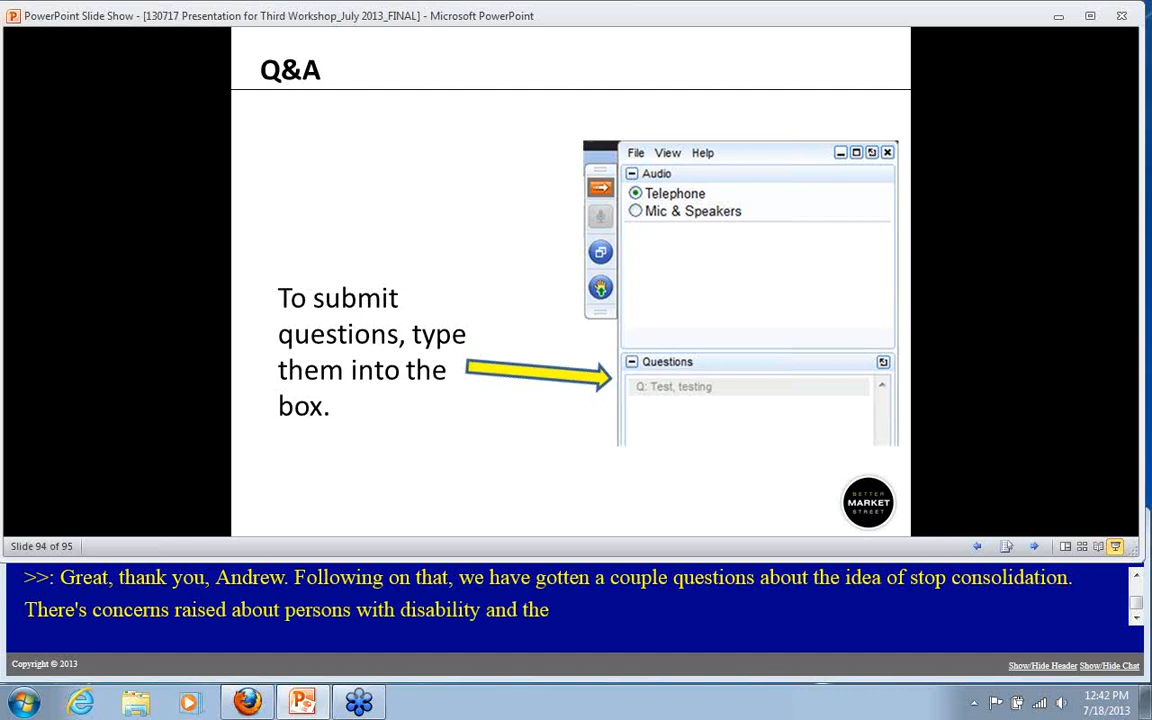 PowerPoint Slide Show - [130717 Presentation for Third Workshop_July 2013_FINAL] - Microsoft PowerPoint
Q&A
File View Help
Audio
Telephone
Mic & Speakers
To submit
questions, type
them into the
box.
Questions
Q: Test, testing
BETTER
MARKET
STREET
Slide 94 of 95
>>: Great, thank you, Andrew. Following on that, we have gotten a couple questions about the idea of stop consolidation.
There's concerns raised about persons with disability and the
Copyright © 2013
Show/Hide Header Show/Hide Chat
12:42 PM
7/18/2013